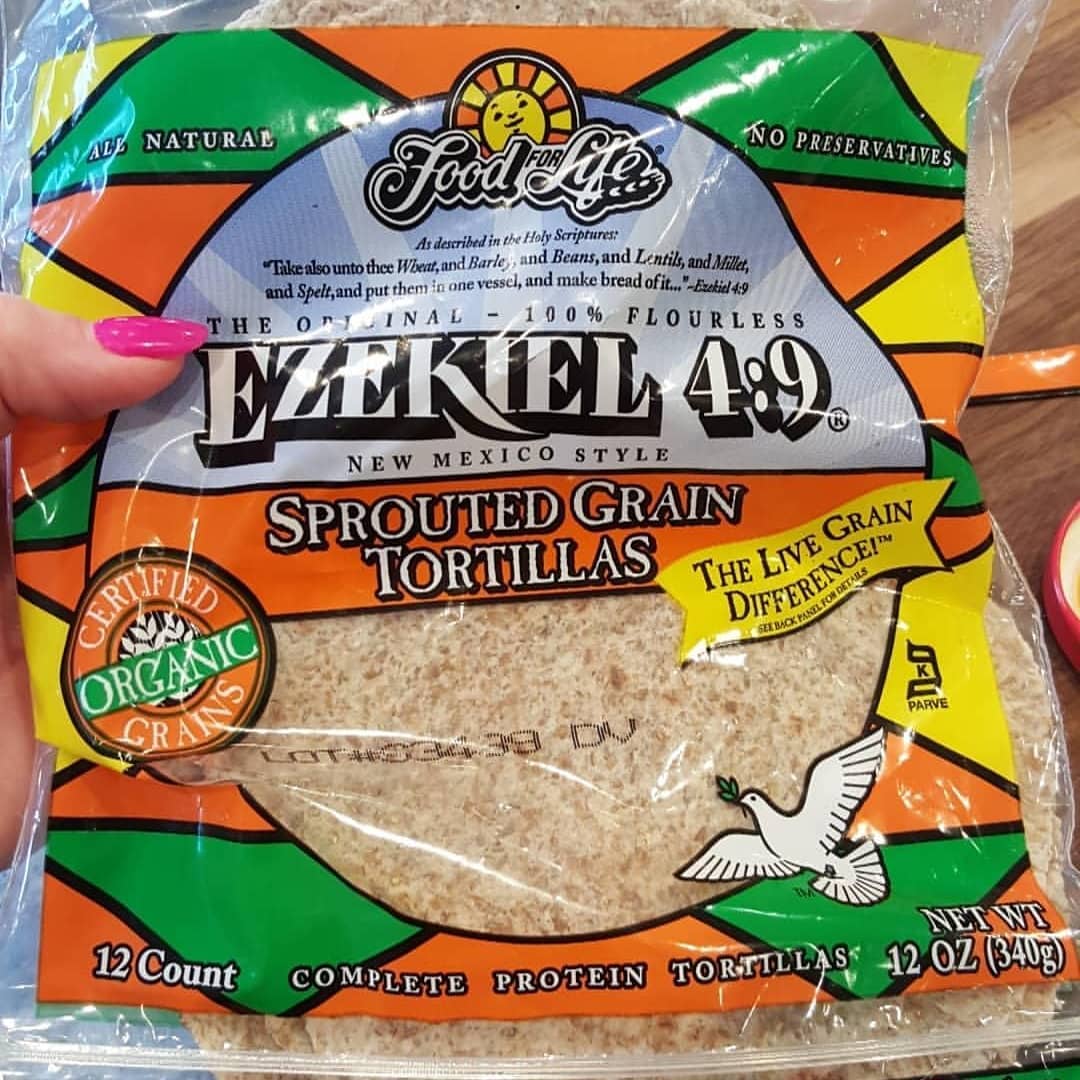 ALL NATURAL
NO PRESERVATIVES
Food FOR Life®
As described in the Holy Scriptures:
"Take also unto thee Wheat, and Barley, and Beans, and Lentils, and Millet,
and Spelt, and put them in one vessel, and make bread of it..."-Ezekiel 4:9
THE ORIGINAL - 100% FLOURLESS
EZEKIEL 4:9®
NEW MEXICO STYLE
SPROUTED GRAIN
TORTILLAS
THE LIVE GRAIN
DIFFERENCE!™
SEE BACK PANEL FOR DETAILS
CERTIFIED
ORGANIC
GRAINS
K
PARVE
DV
TM
12 Count
COMPLETE PROTEIN TORTILLAS
NET WT
12 OZ (340g)